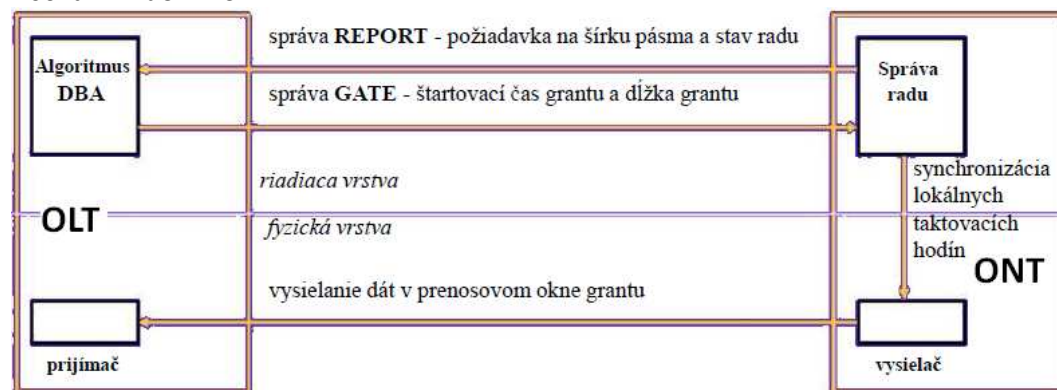 správa REPORT - požiadavka na šírku pásma a stav radu
Algoritmus
DBA
Správa
radu
správa GATE - štartovací čas grantu a dĺžka grantu
riadiaca vrstva
synchronizácia
lokálnych
taktovacích
hodín
OLT
fyzická vrstva
ONT
vysielanie dát v prenosovom okne grantu
prijímač
vysielač